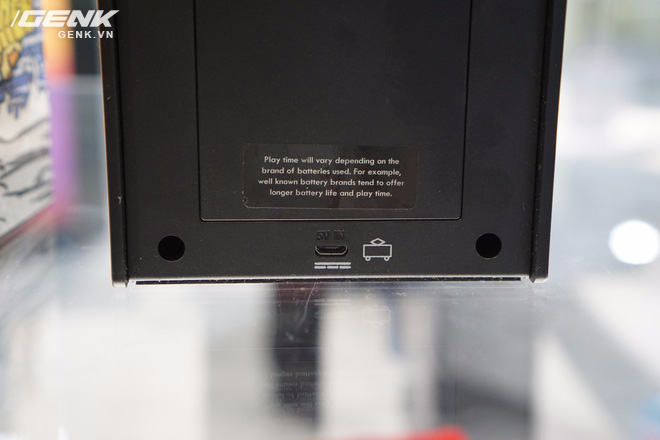 GENK
GENK.VN
Play time will vary depending on the
brand of batteries used. For example,
well known battery brands tend to offer
longer battery life and play time.
5V IN